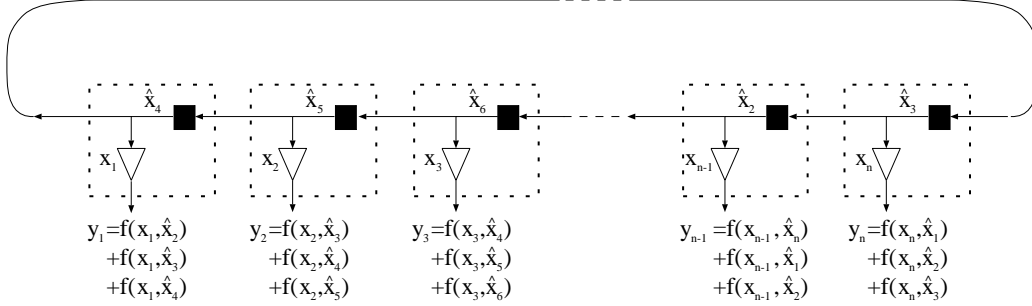 x̂₄ x̂₅ x̂₆ x̂₂ x̂₃
x₁ x₂ x₃ xₙ₋₁ xₙ
y₁=f(x₁,x̂₂) y₂=f(x₂,x̂₃) y₃=f(x₃,x̂₄) yₙ₋₁=f(xₙ₋₁,x̂ₙ) yₙ=f(xₙ,x̂₁)
+f(x₁,x̂₃) +f(x₂,x̂₄) +f(x₃,x̂₅) +f(xₙ₋₁,x̂₁) +f(xₙ,x̂₂)
+f(x₁,x̂₄) +f(x₂,x̂₅) +f(x₃,x̂₆) +f(xₙ₋₁,x̂₂) +f(xₙ,x̂₃)